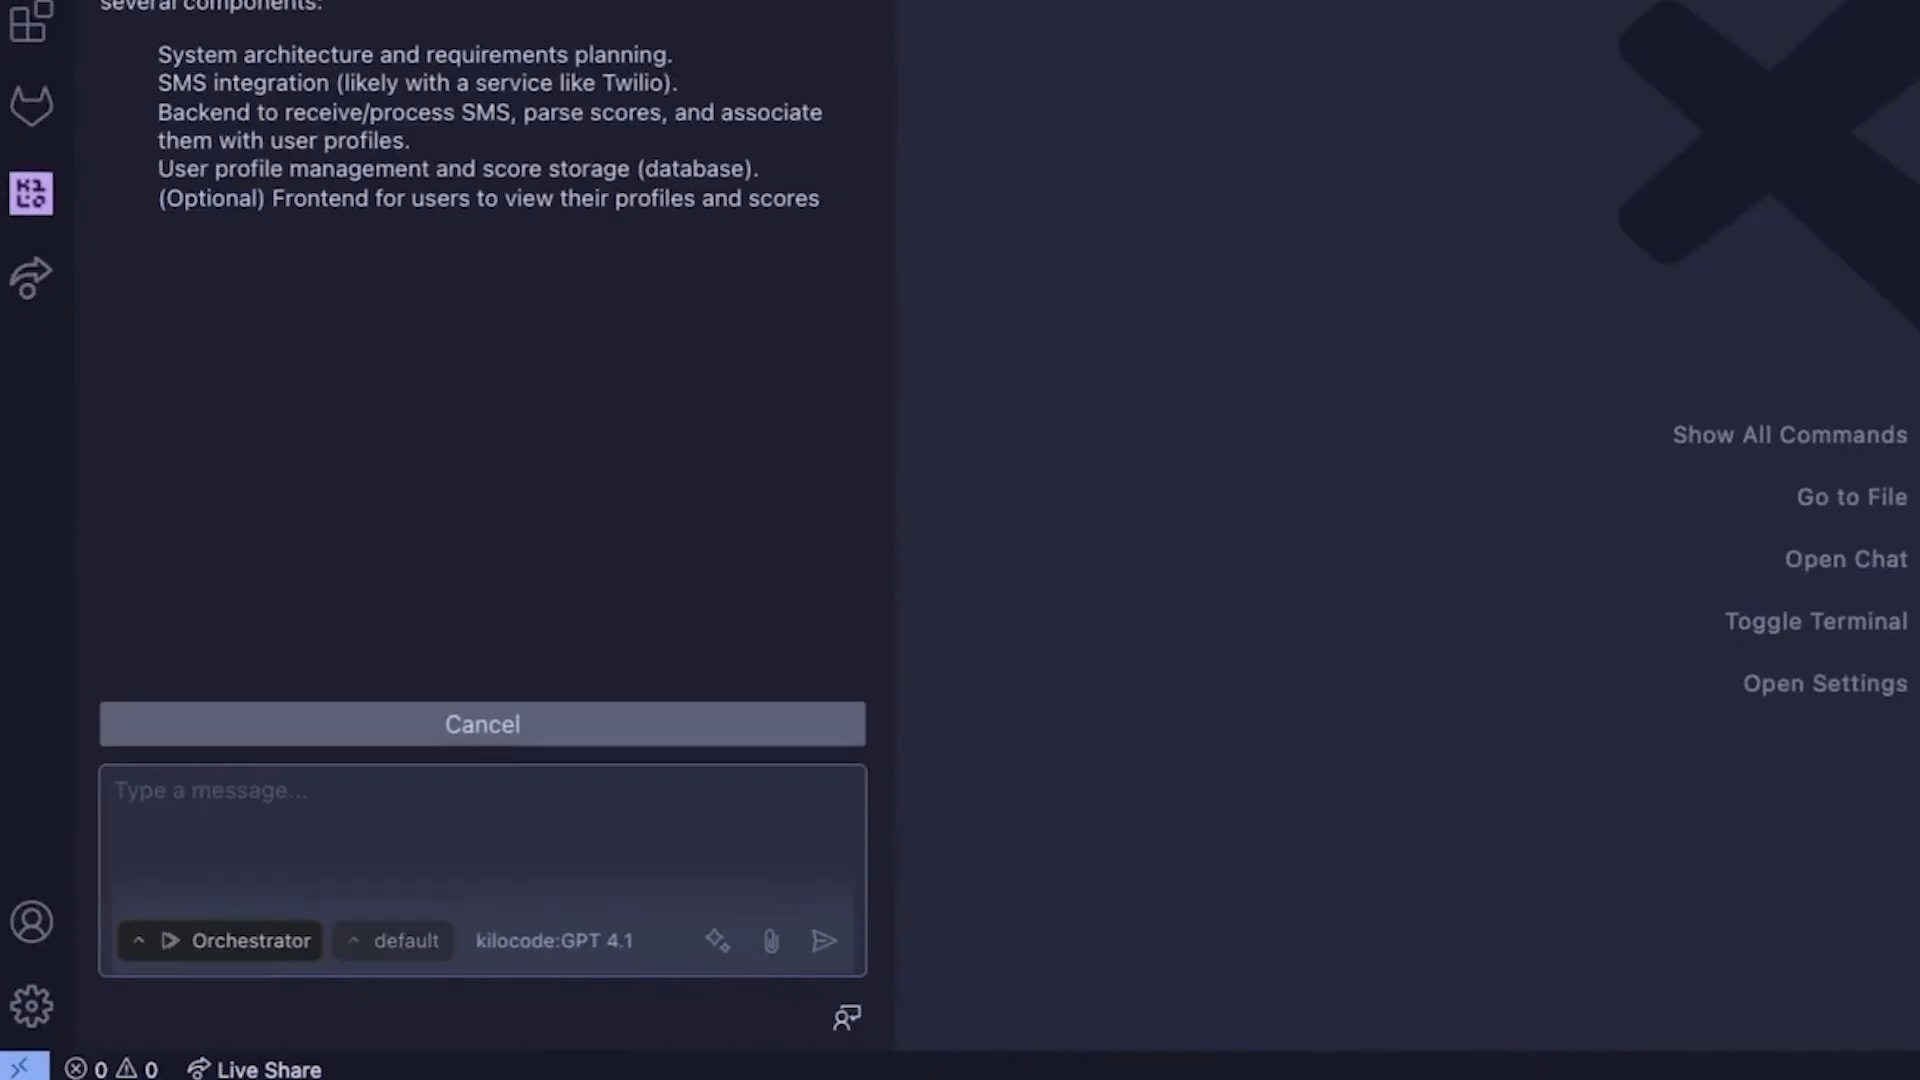 several components:
System architecture and requirements planning.
SMS integration (likely with a service like Twilio).
Backend to receive/process SMS, parse scores, and associate
them with user profiles.
User profile management and score storage (database).
(Optional) Frontend for users to view their profiles and scores
Show All Commands
Go to File
Open Chat
Toggle Terminal
Open Settings
Cancel
Type a message...
Orchestrator
default
kilocode:GPT 4.1
0 0 Live Share